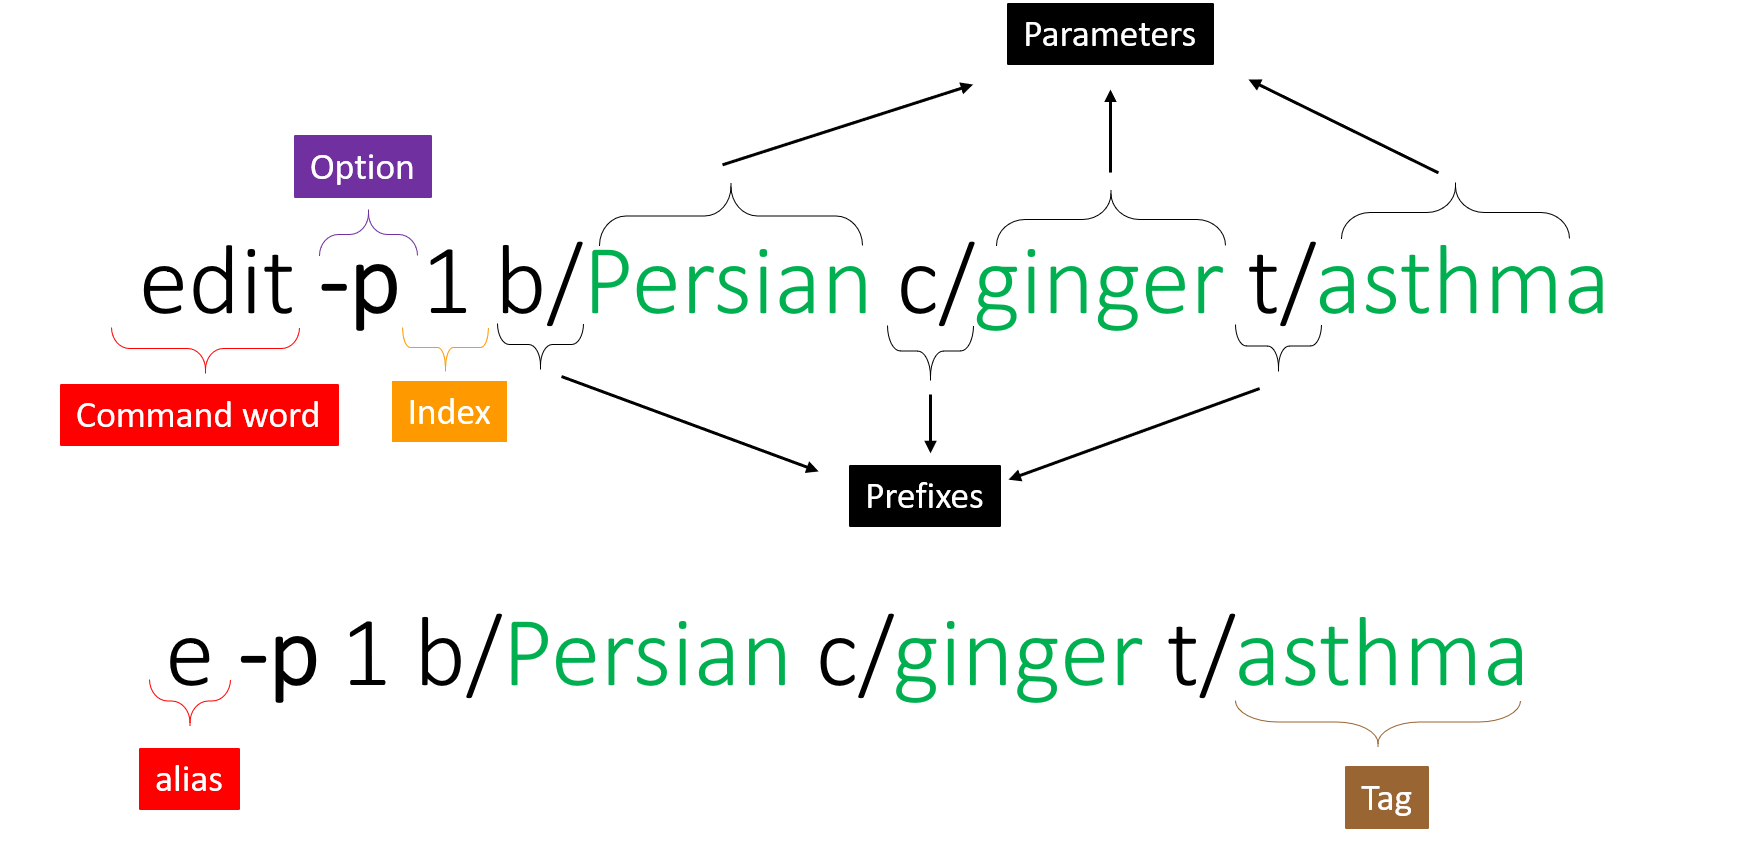 Parameters
Option
edit -p 1 b/Persian c/ginger t/asthma
Command word
Index
Prefixes
e -p 1 b/Persian c/ginger t/asthma
alias
Tag